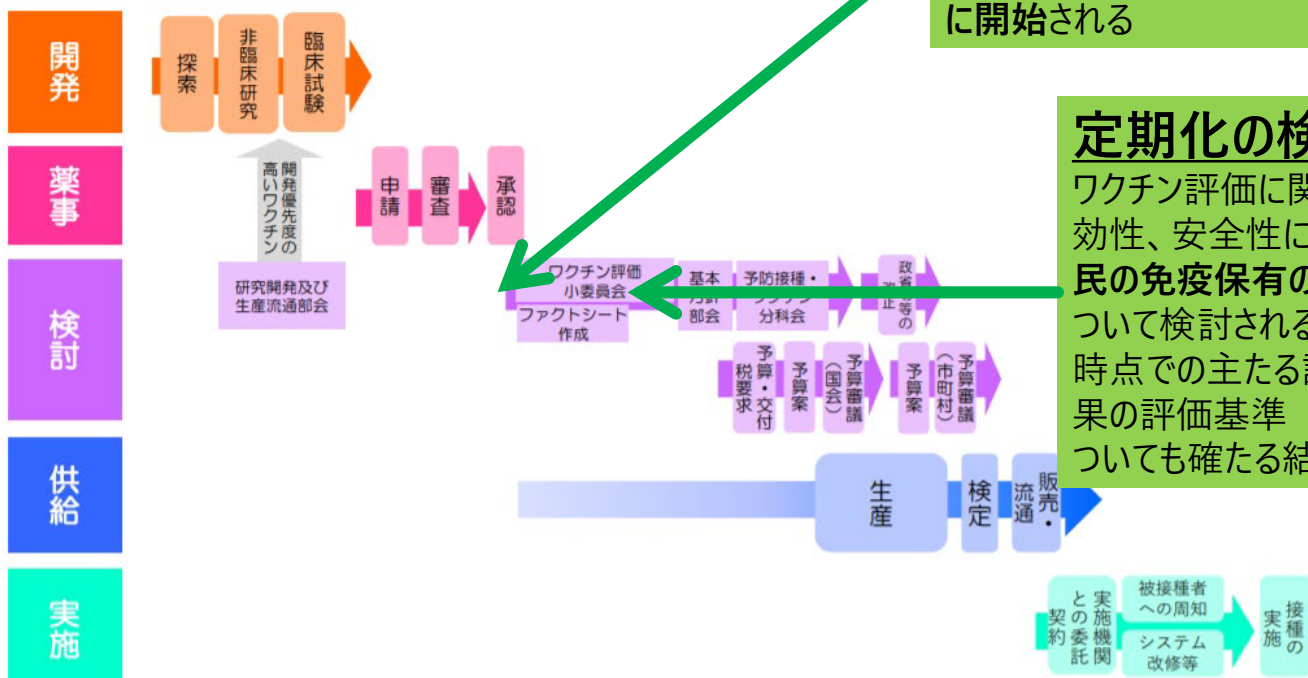 に開始される
開発
探索
非臨床研究
臨床試験
定期化の検
ワクチン評価に関
効性、安全性に
民の免疫保有の
ついて検討される
時点での主たる課
果の評価基準
ついても確たる結
薬事
開発優先度の
高いワクチン
申請
審査
承認
検討
研究開発及び
生産流通部会
ワクチン評価
小委員会
ファクトシート
作成
基本
部会
予防接種・
分科会
政省
等の
改正
予算・交付
税要求
予算案
予算審議
(国会)
予算案
予算審議
(市町村)
供給
生産
検定
販売・
流通
実施
実施機関
との委託
契約
被接種者
への周知
システム
改修等
接種の
実施